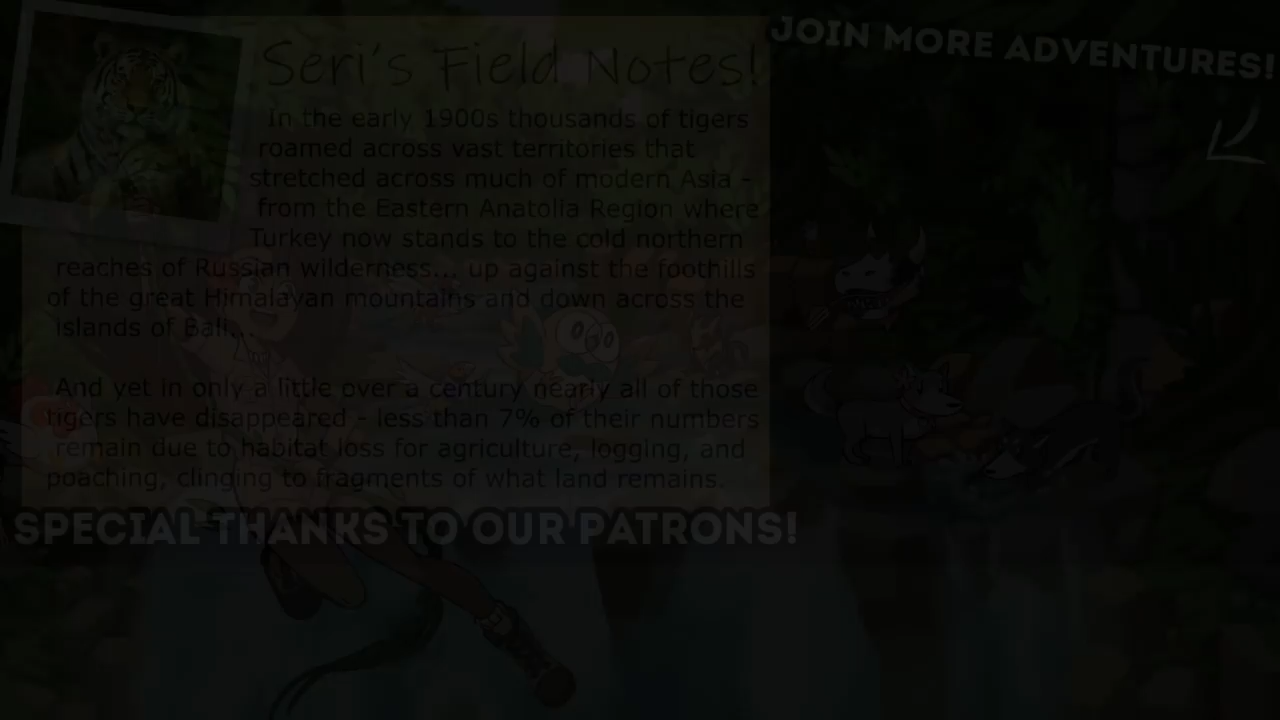 Seri's Field Notes!
JOIN MORE ADVENTURES!
In the early 1900s thousands of tigers
roamed across vast territories that
stretched across much of modern Asia -
from the Eastern Anatolia Region where
Turkey now stands to the cold northern
reaches of Russian wilderness... up against the foothills
of the great Himalayan mountains and down across the
islands of Bali...
And yet in only a little over a century nearly all of those
tigers have disappeared - less than 7% of their numbers
remain due to habitat loss for agriculture, logging, and
poaching, clinging to fragments of what land remains.
SPECIAL THANKS TO OUR PATRONS!